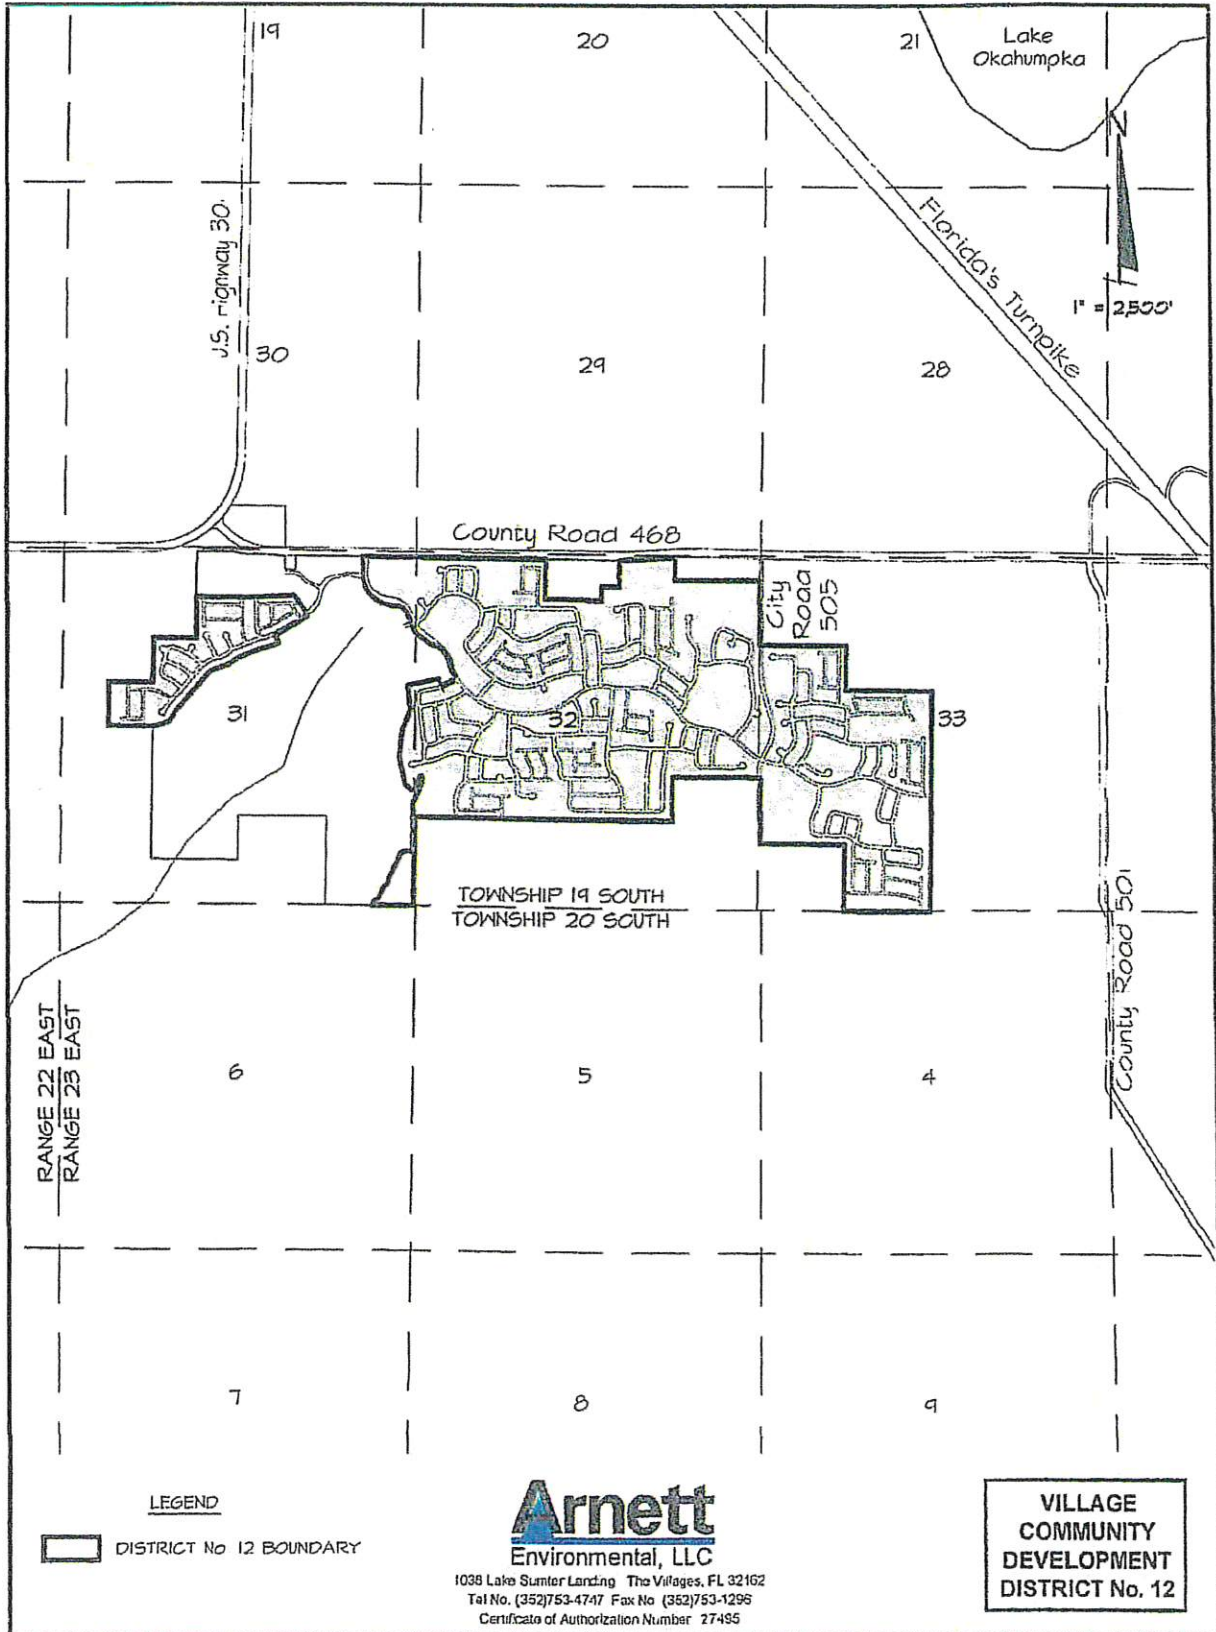 19
20
21
Lake
Okahumpka
N
J.S. Highway 30
Florida's Turnpike
1" = 2,500'
30
29
28
County Road 468
City
Road
505
31
32
33
TOWNSHIP 19 SOUTH
TOWNSHIP 20 SOUTH
County Road 501
RANGE 22 EAST
RANGE 23 EAST
6
5
4
7
8
9
LEGEND
DISTRICT No 12 BOUNDARY
Arnett
Environmental, LLC
1038 Lake Sumter Landing The Villages, FL 32162
Tel No. (352)753-4747 Fax No (352)753-1296
Certificate of Authorization Number 27495
VILLAGE
COMMUNITY
DEVELOPMENT
DISTRICT No. 12